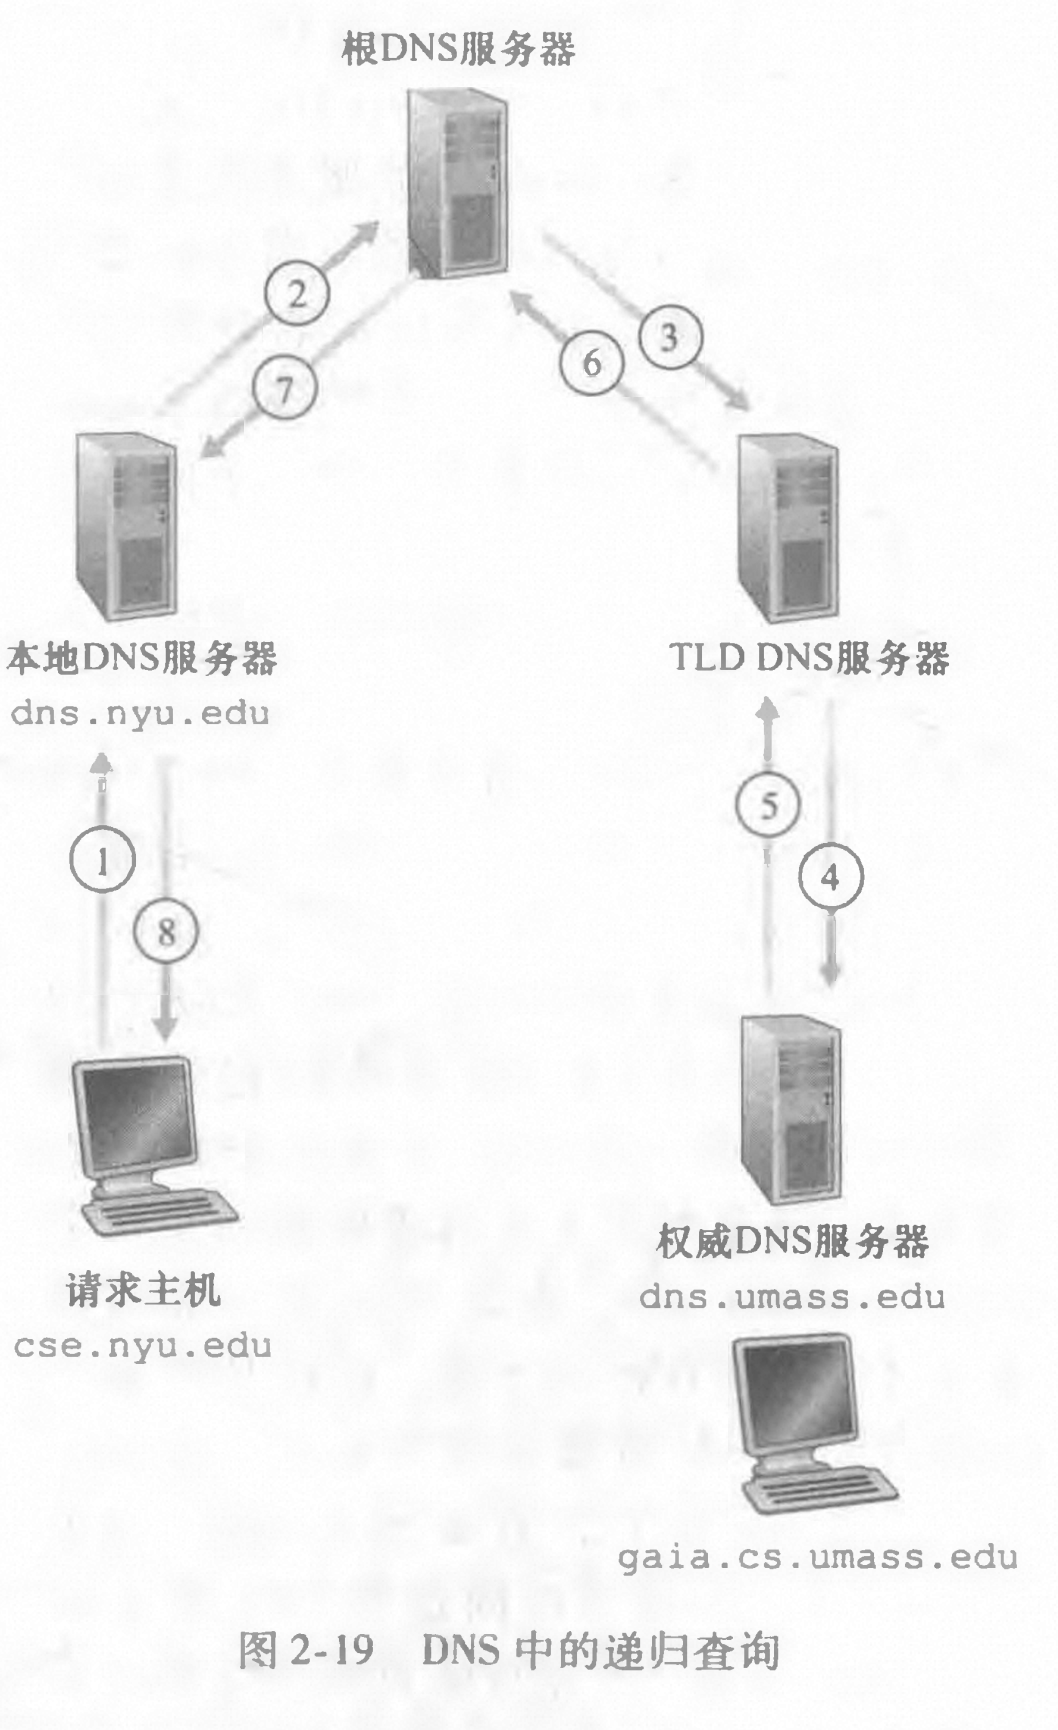 根DNS服务器
2
3
7
6
本地DNS服务器
dns.nyu.edu
TLD DNS服务器
1
8
5
4
请求主机
cse.nyu.edu
权威DNS服务器
dns.umass.edu
gaia.cs.umass.edu
图 2-19 DNS 中的递归查询